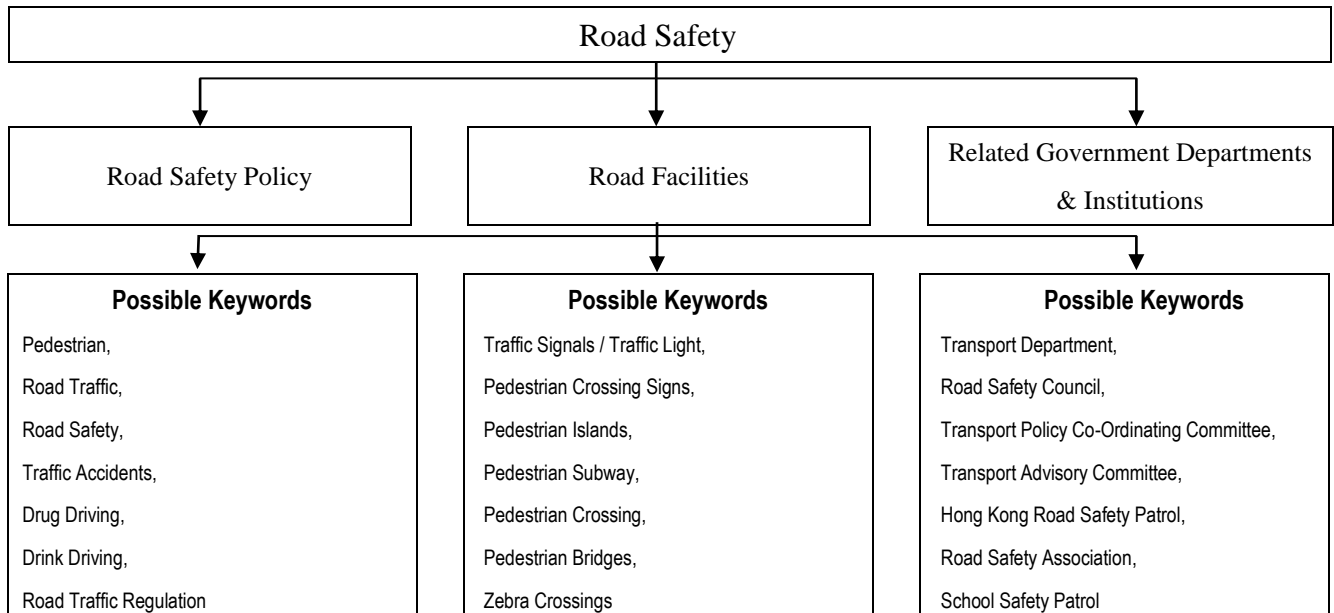 Road Safety
Road Safety Policy
Road Facilities
Related Government Departments
& Institutions
Possible Keywords
Pedestrian,
Road Traffic,
Road Safety,
Traffic Accidents,
Drug Driving,
Drink Driving,
Road Traffic Regulation
Possible Keywords
Traffic Signals / Traffic Light,
Pedestrian Crossing Signs,
Pedestrian Islands,
Pedestrian Subway,
Pedestrian Crossing,
Pedestrian Bridges,
Zebra Crossings
Possible Keywords
Transport Department,
Road Safety Council,
Transport Policy Co-Ordinating Committee,
Transport Advisory Committee,
Hong Kong Road Safety Patrol,
Road Safety Association,
School Safety Patrol